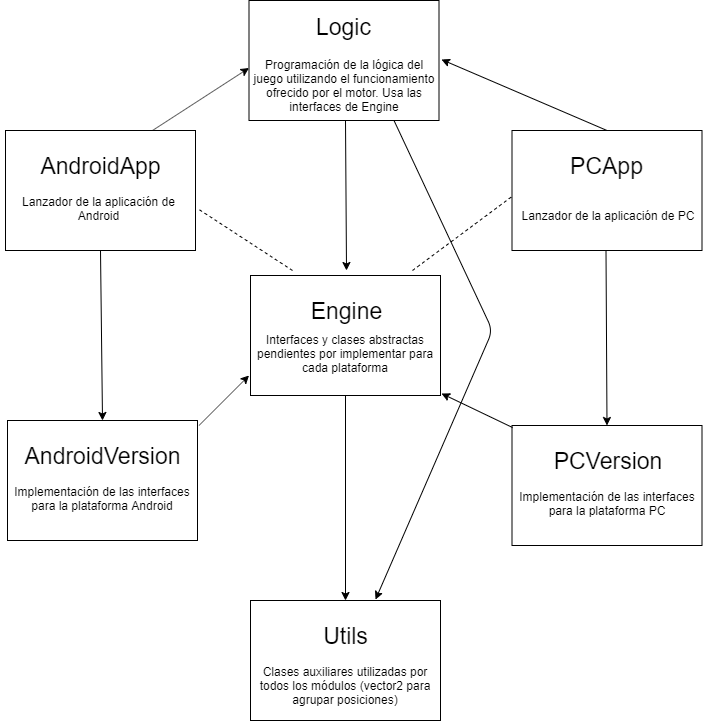 Logic
Programación de la lógica del
juego utilizando el funcionamiento
ofrecido por el motor. Usa las
interfaces de Engine
AndroidApp
Lanzador de la aplicación de
Android
PCApp
Lanzador de la aplicación de PC
Engine
Interfaces y clases abstractas
pendientes por implementar para
cada plataforma
AndroidVersion
Implementación de las interfaces
para la plataforma Android
PCVersion
Implementación de las interfaces
para la plataforma PC
Utils
Clases auxiliares utilizadas por
todos los módulos (vector2 para
agrupar posiciones)